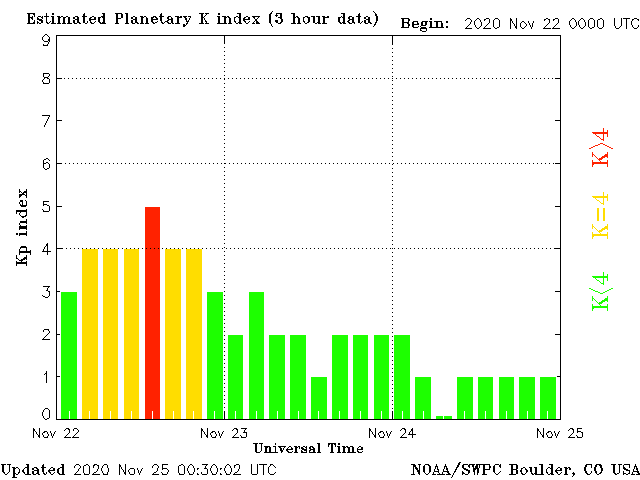 Estimated Planetary K index (3 hour data) Begin: 2020 Nov 22 0000 UTC
9
8
7
6
5
4
3
2
1
0
Kp index
K>4
K=4
K<4
Nov 22 Nov 23 Nov 24 Nov 25
Universal Time
Updated 2020 Nov 25 00:30:02 UTC NOAA/SWPC Boulder, CO USA